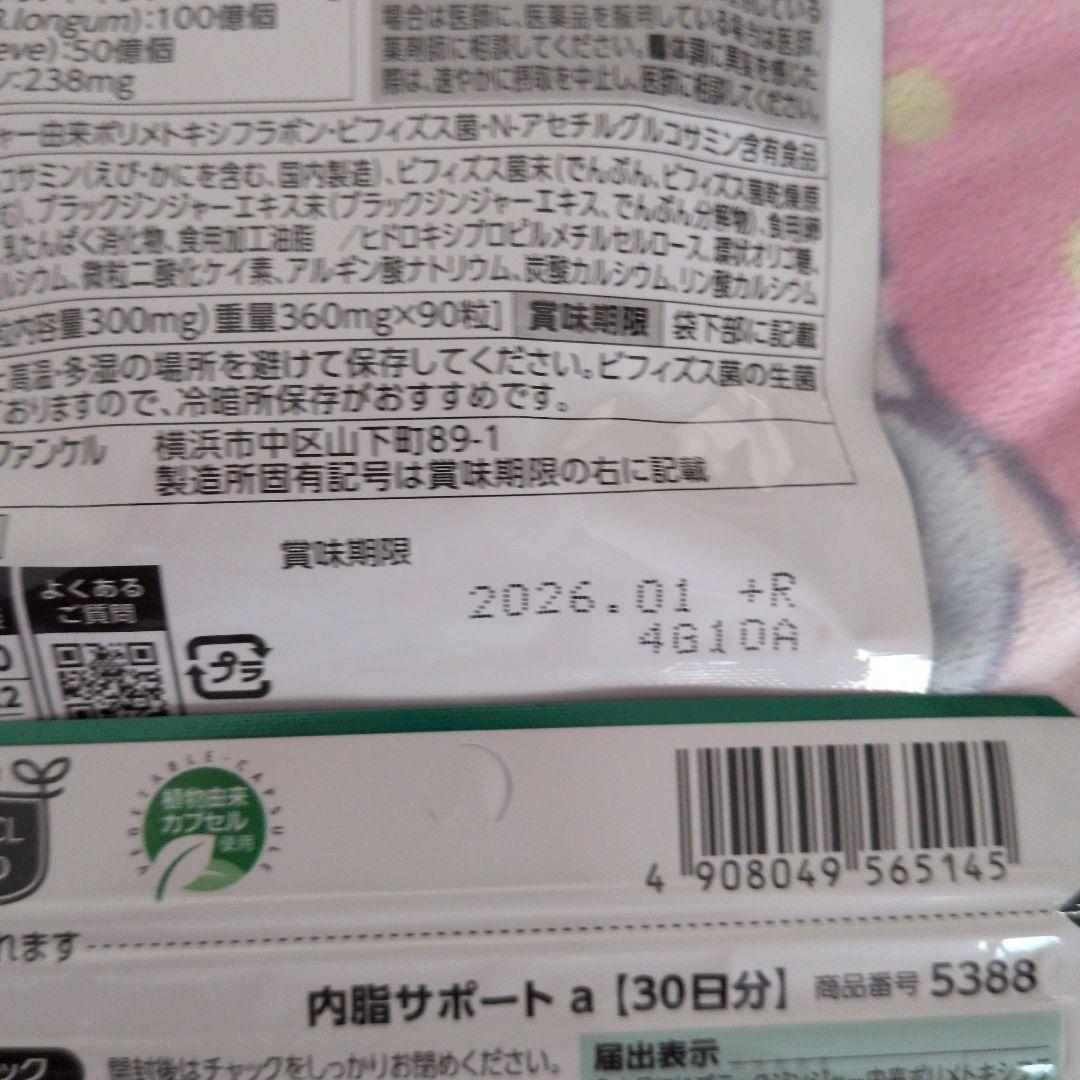 B.longum):100億個
eve):50億個
ン:238mg
場合は医師に、医薬品を服用している場合は医師、
薬剤師に相談してください。■体調に異変を感じた
際は、速やかに摂取を中止し、医師に相談してください。
ャー由来ポリメトキシフラボン・ビフィズス菌・N-アセチルグルコサミン含有食品
コサミン(えび・かにを含む、国内製造)、ビフィズス菌末(でんぷん、ビフィズス菌乾燥原
、ブラックジンジャーエキス末(ブラックジンジャーエキス、でんぷん分解物)、食用
乳たんぱく消化物、食用加工油脂 /ヒドロキシプロピルメチルセルロース、環状オリゴ糖、
ルシウム、微粒二酸化ケイ素、アルギン酸ナトリウム、炭酸カルシウム、リン酸カルシウム
内容量300mg)重量360mg×90粒] 賞味期限 袋下部に記載
と高温・多湿の場所を避けて保存してください。ビフィズス菌の生菌
ておりますので、冷暗所保存がおすすめです。
ファンケル 横浜市中区山下町89-1
製造所固有記号は賞味期限の右に記載
賞味期限
2026.01 +R
4G10A
よくある
ご質問
プラ
VEGETABLE-CAPSULE
植物由来
カプセル
使用
4 908049 565145
れます
内脂サポート a【30日分】 商品番号 5388
ック
開封後はチャックをしっかりお閉めください。
届出表示